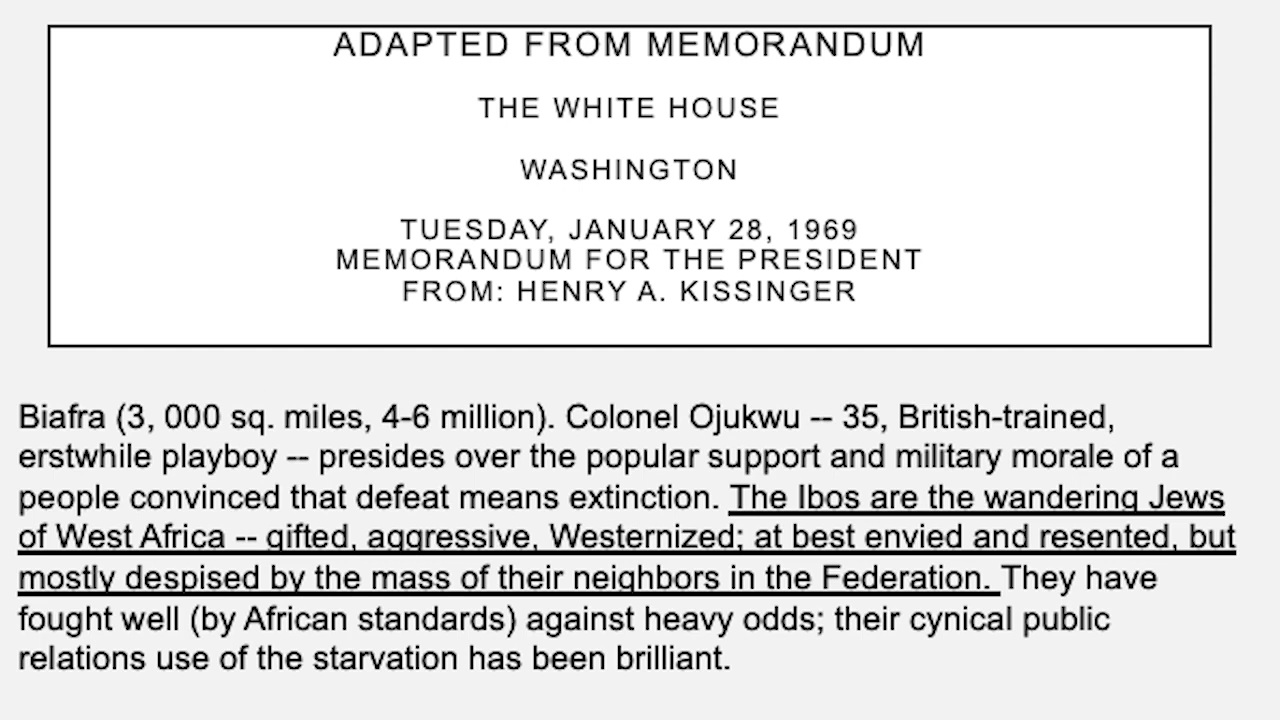 ADAPTED FROM MEMORANDUM
THE WHITE HOUSE
WASHINGTON
TUESDAY, JANUARY 28, 1969
MEMORANDUM FOR THE PRESIDENT
FROM: HENRY A. KISSINGER
Biafra (3, 000 sq. miles, 4-6 million). Colonel Ojukwu -- 35, British-trained,
erstwhile playboy -- presides over the popular support and military morale of a
people convinced that defeat means extinction. The Ibos are the wandering Jews
of West Africa -- gifted, aggressive, Westernized; at best envied and resented, but
mostly despised by the mass of their neighbors in the Federation. They have
fought well (by African standards) against heavy odds; their cynical public
relations use of the starvation has been brilliant.